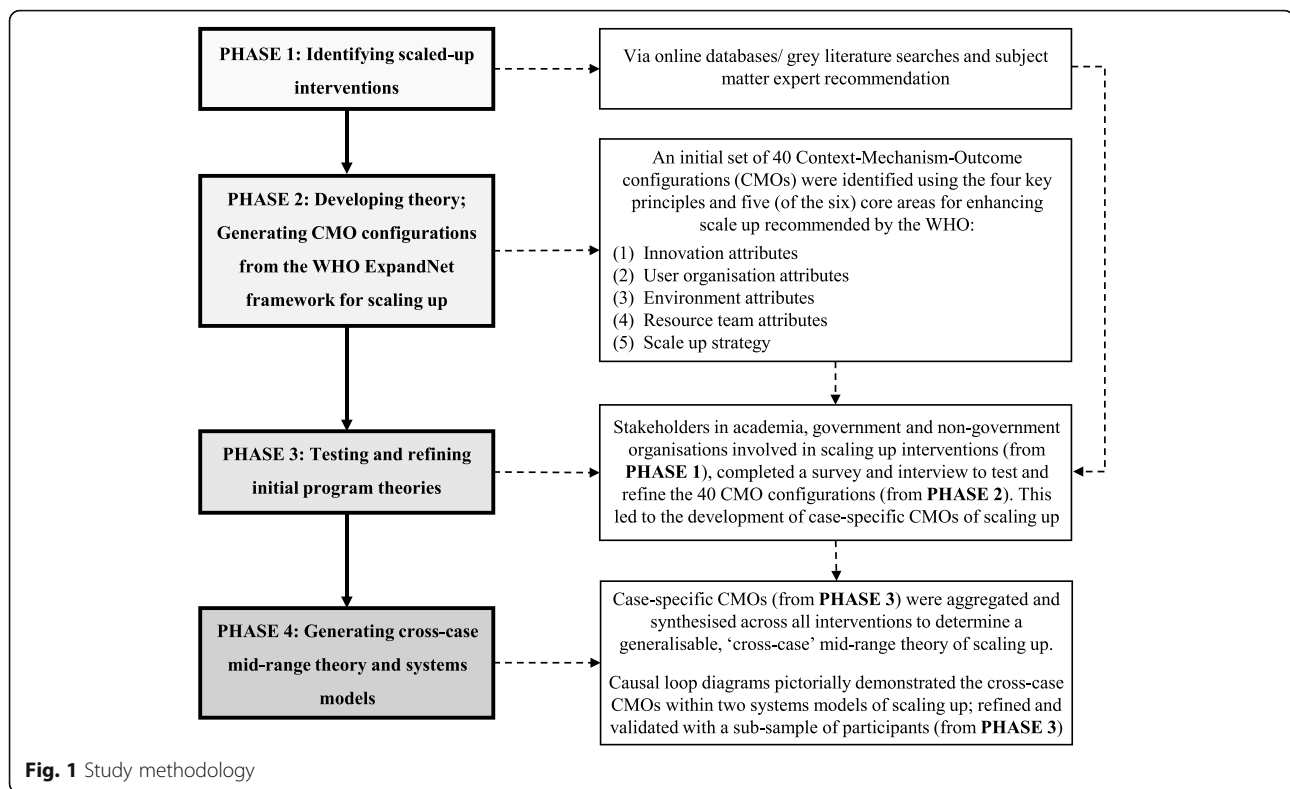 PHASE 1: Identifying scaled-up
interventions
Via online databases/ grey literature searches and subject
matter expert recommendation
PHASE 2: Developing theory;
Generating CMO configurations
from the WHO ExpandNet
framework for scaling up
An initial set of 40 Context-Mechanism-Outcome
configurations (CMOs) were identified using the four key
principles and five (of the six) core areas for enhancing
scale up recommended by the WHO:
(1) Innovation attributes
(2) User organisation attributes
(3) Environment attributes
(4) Resource team attributes
(5) Scale up strategy
PHASE 3: Testing and refining
initial program theories
Stakeholders in academia, government and non-government
organisations involved in scaling up interventions (from
PHASE 1), completed a survey and interview to test and
refine the 40 CMO configurations (from PHASE 2). This
led to the development of case-specific CMOs of scaling up
PHASE 4: Generating cross-case
mid-range theory and systems
models
Case-specific CMOs (from PHASE 3) were aggregated and
synthesised across all interventions to determine a
generalisable, ‘cross-case’ mid-range theory of scaling up.
Causal loop diagrams pictorially demonstrated the cross-case
CMOs within two systems models of scaling up; refined and
validated with a sub-sample of participants (from PHASE 3)
Fig. 1 Study methodology